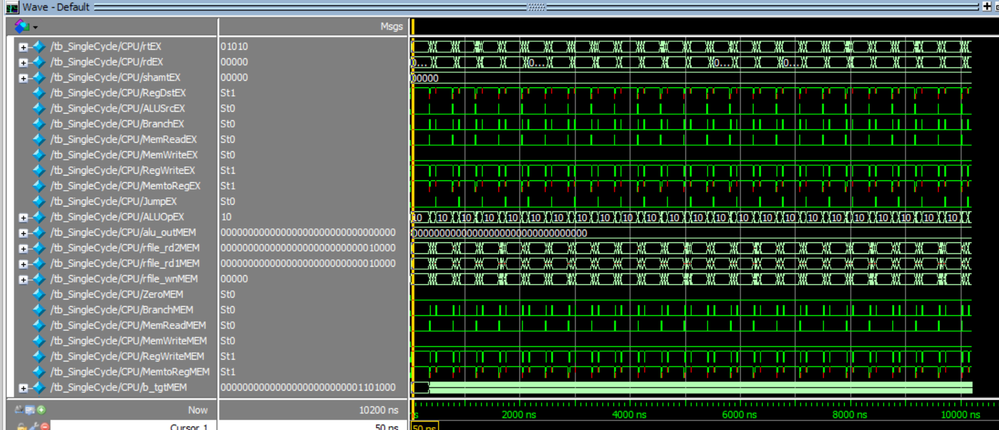 Wave - Default
Msgs
/tb_SingleCycle/CPU/rtEX 01010
/tb_SingleCycle/CPU/rdEX 00000 0... 0... 0... 0...
/tb_SingleCycle/CPU/shamtEX 00000 00000
/tb_SingleCycle/CPU/RegDstEX St1
/tb_SingleCycle/CPU/ALUSrcEX St0
/tb_SingleCycle/CPU/BranchEX St0
/tb_SingleCycle/CPU/MemReadEX St0
/tb_SingleCycle/CPU/MemWriteEX St0
/tb_SingleCycle/CPU/RegWriteEX St1
/tb_SingleCycle/CPU/MemtoRegEX St1
/tb_SingleCycle/CPU/JumpEX St0
/tb_SingleCycle/CPU/ALUOpEX 10 10 10 10 10 10 10 10 10 10 10 10 10 10 10 10 10 10 10 10 10 10 10 10 10
/tb_SingleCycle/CPU/alu_outMEM 00000000000000000000000000000000 00000000000000000000000000000000
/tb_SingleCycle/CPU/rfile_rd2MEM 00000000000000000000000000010000
/tb_SingleCycle/CPU/rfile_rd1MEM 00000000000000000000000000010000
/tb_SingleCycle/CPU/rfile_wnMEM 00000
/tb_SingleCycle/CPU/ZeroMEM St0
/tb_SingleCycle/CPU/BranchMEM St0
/tb_SingleCycle/CPU/MemReadMEM St0
/tb_SingleCycle/CPU/MemWriteMEM St0
/tb_SingleCycle/CPU/RegWriteMEM St1
/tb_SingleCycle/CPU/MemtoRegMEM St1
/tb_SingleCycle/CPU/b_tgtMEM 00000000000000000000000001101000
Now 10200 ns 2000 ns 4000 ns 6000 ns 8000 ns 10000 ns
Cursor 1 50 ns 50 ns